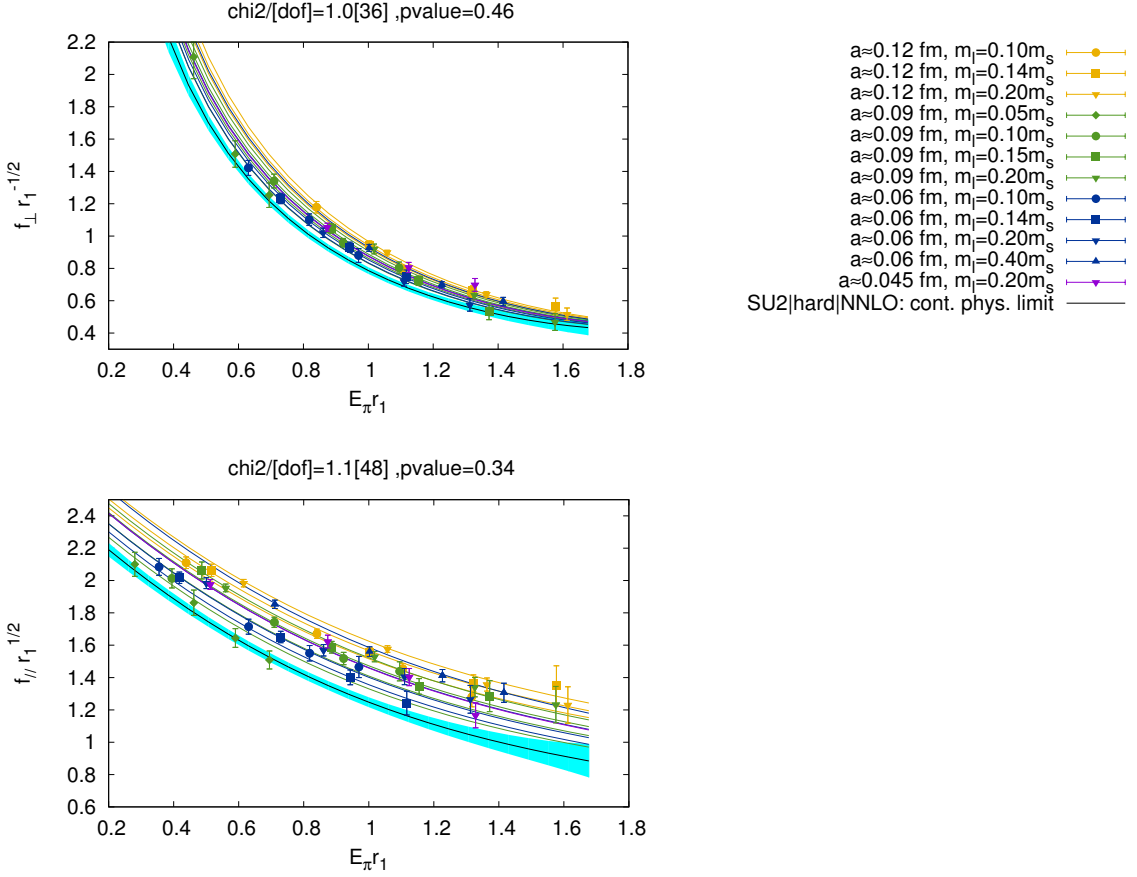 chi2/[dof]=1.0[36] ,pvalue=0.46
2.2
2
1.8
1.6
1.4
1.2
1
0.8
0.6
0.4
f⊥ r₁⁻¹/²
0.2 0.4 0.6 0.8 1 1.2 1.4 1.6 1.8
Eπr₁
a≈0.12 fm, mₗ=0.10mₛ
a≈0.12 fm, mₗ=0.14mₛ
a≈0.12 fm, mₗ=0.20mₛ
a≈0.09 fm, mₗ=0.05mₛ
a≈0.09 fm, mₗ=0.10mₛ
a≈0.09 fm, mₗ=0.15mₛ
a≈0.09 fm, mₗ=0.20mₛ
a≈0.06 fm, mₗ=0.10mₛ
a≈0.06 fm, mₗ=0.14mₛ
a≈0.06 fm, mₗ=0.20mₛ
a≈0.06 fm, mₗ=0.40mₛ
a≈0.045 fm, mₗ=0.20mₛ
SU2|hard|NNLO: cont. phys. limit
chi2/[dof]=1.1[48] ,pvalue=0.34
2.4
2.2
2
1.8
1.6
1.4
1.2
1
0.8
0.6
f// r₁¹/²
0.2 0.4 0.6 0.8 1 1.2 1.4 1.6 1.8
Eπr₁